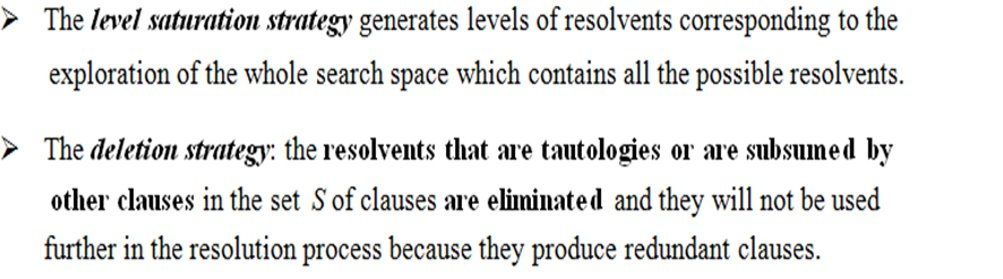 ➢ The level saturation strategy generates levels of resolvents corresponding to the
exploration of the whole search space which contains all the possible resolvents.
➢ The deletion strategy: the resolvents that are tautologies or are subsumed by
other clauses in the set S of clauses are eliminated and they will not be used
further in the resolution process because they produce redundant clauses.